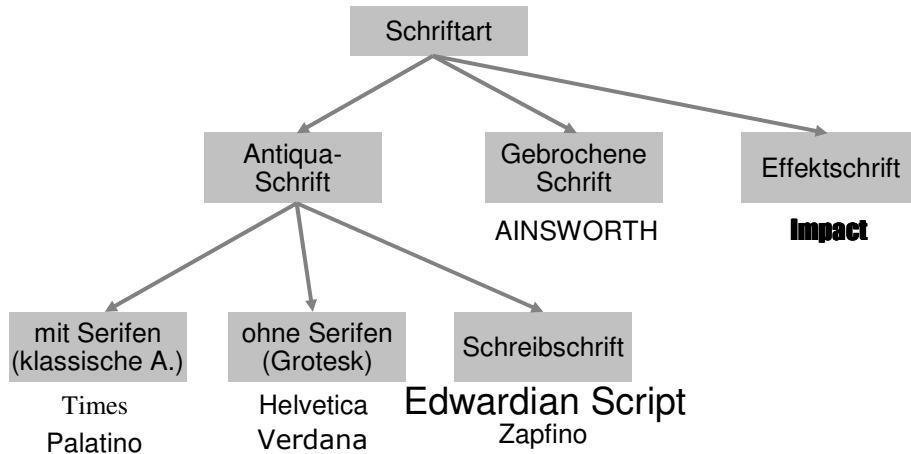 Schriftart
Antiqua-
Schrift
Gebrochene
Schrift
Effektschrift
AINSWORTH
Impact
mit Serifen
(klassische A.)
ohne Serifen
(Grotesk)
Schreibschrift
Times
Palatino
Helvetica
Verdana
Edwardian Script
Zapfino